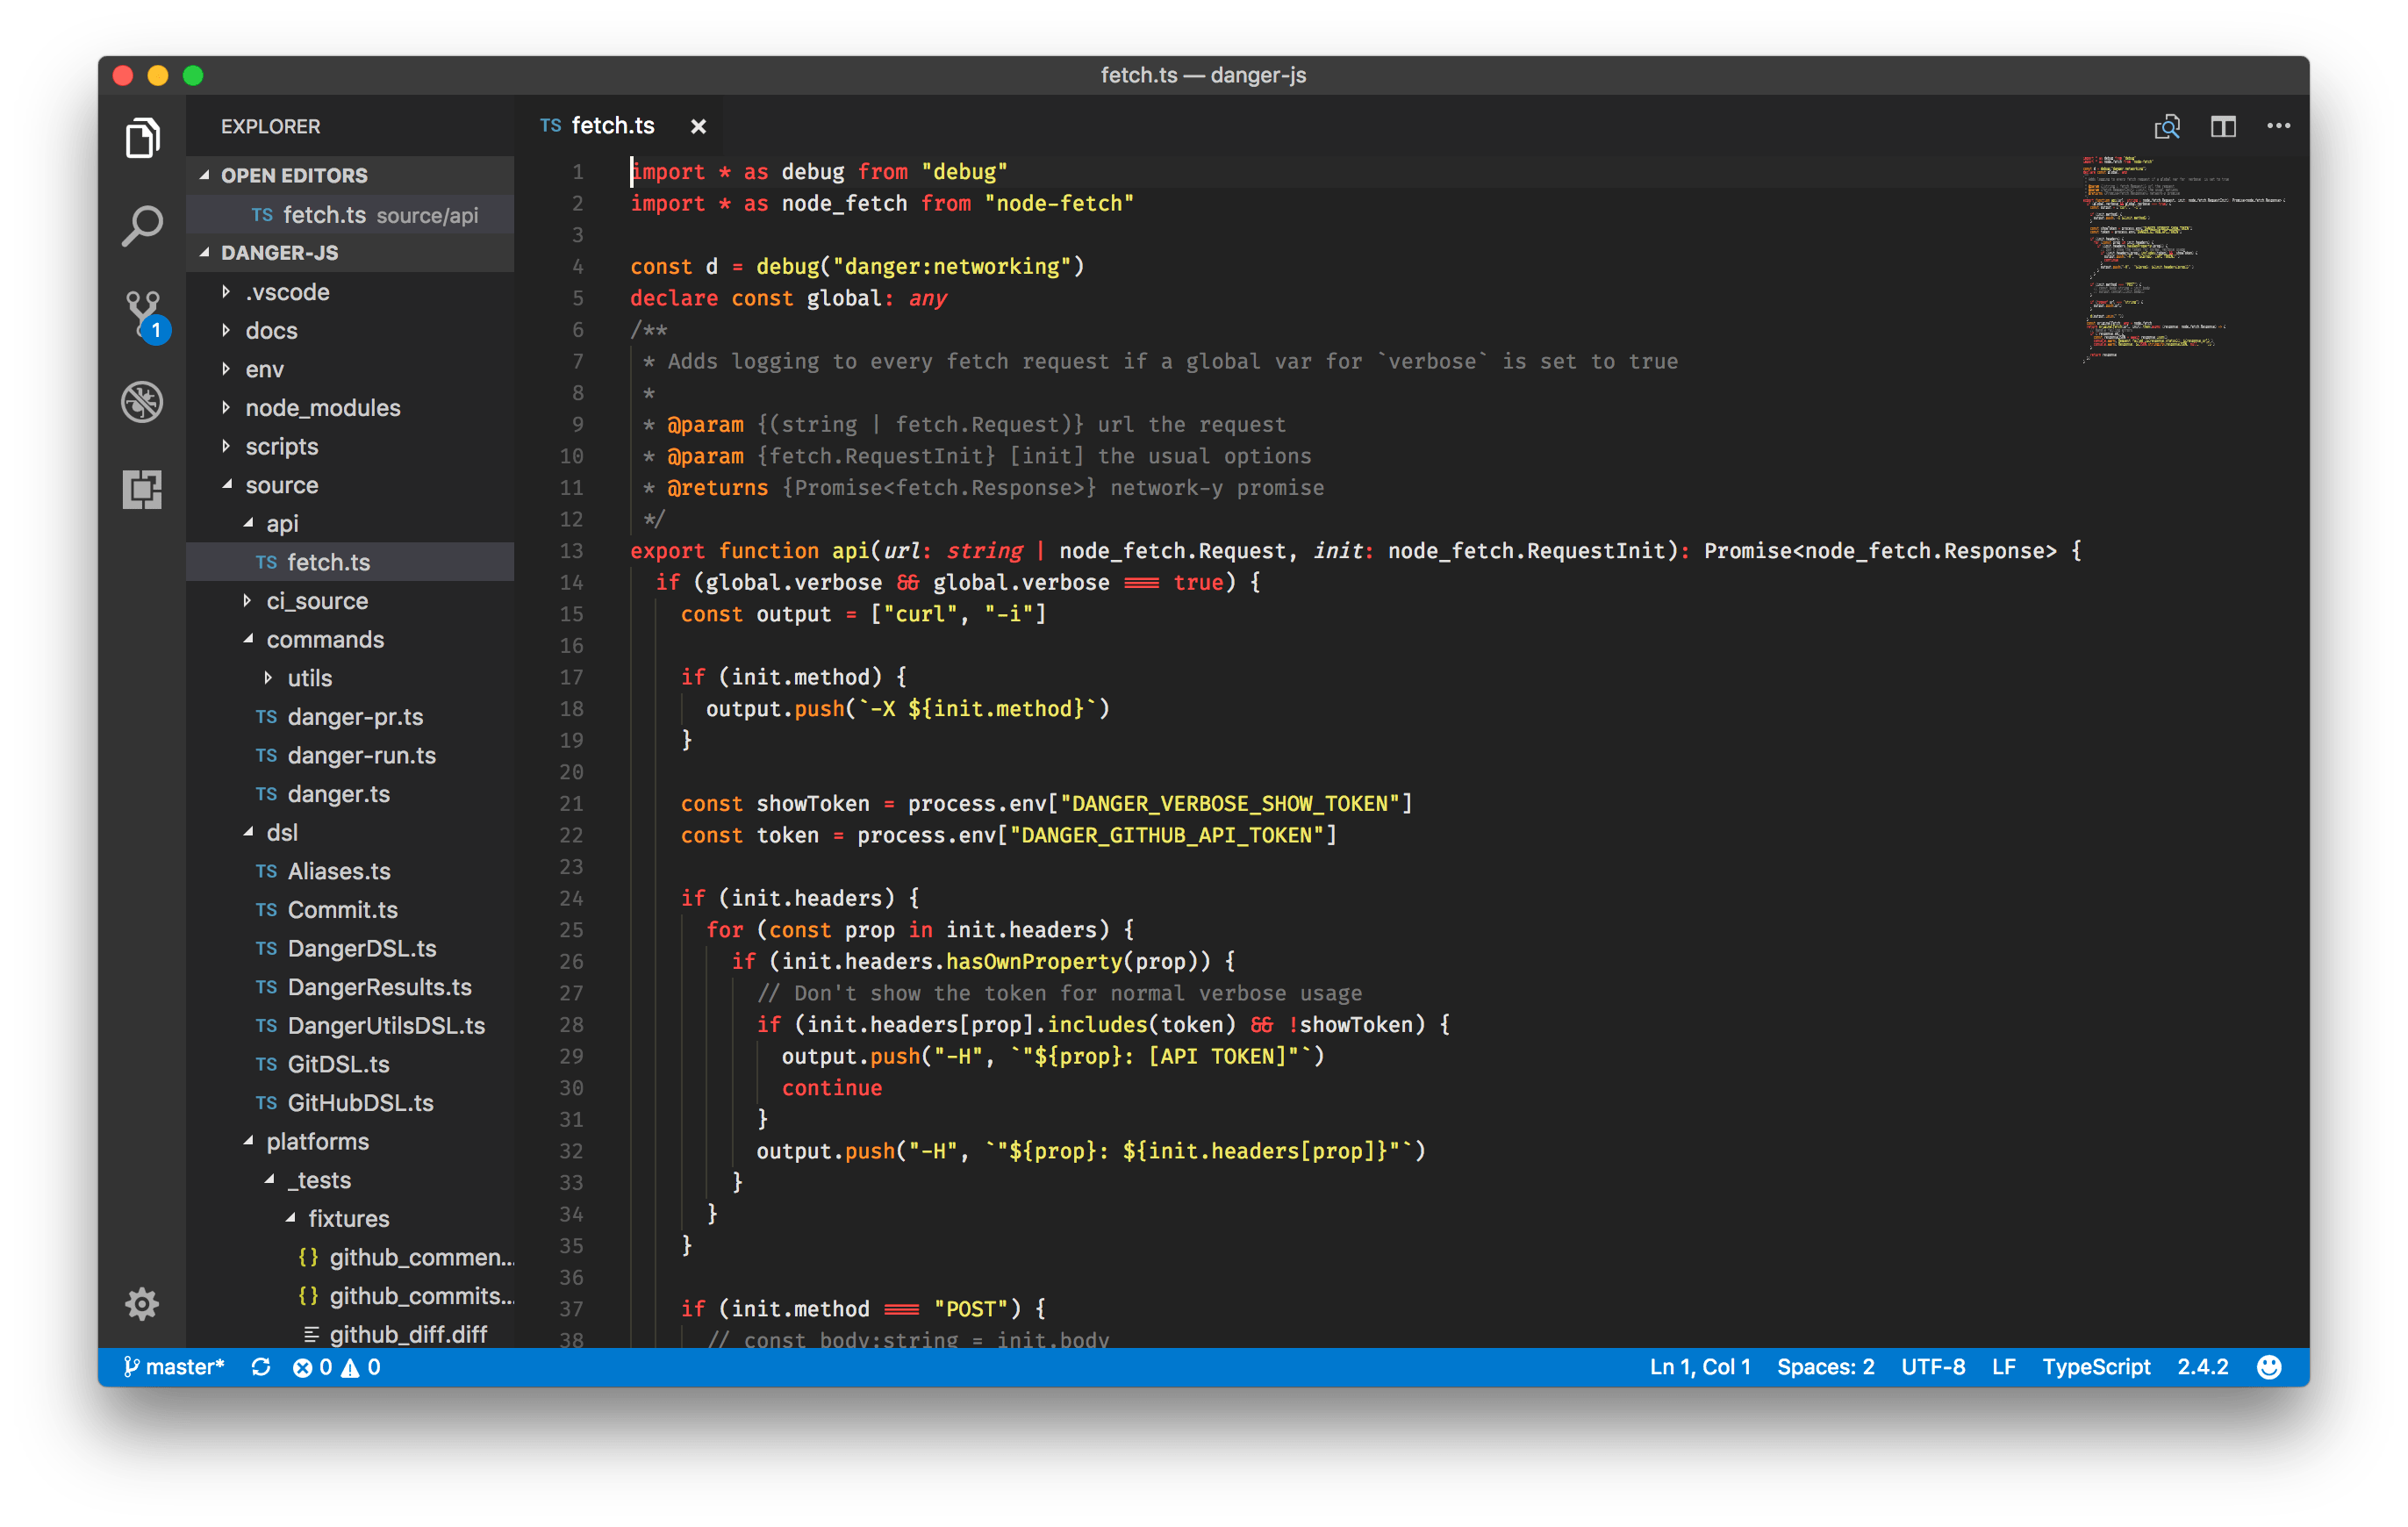 fetch.ts — danger-js
EXPLORER
OPEN EDITORS
TS fetch.ts source/api
DANGER-JS
.vscode
docs
env
node_modules
scripts
source
api
TS fetch.ts
ci_source
commands
utils
TS danger-pr.ts
TS danger-run.ts
TS danger.ts
dsl
TS Aliases.ts
TS Commit.ts
TS DangerDSL.ts
TS DangerResults.ts
TS DangerUtilsDSL.ts
TS GitDSL.ts
TS GitHubDSL.ts
platforms
_tests
fixtures
{} github_commen...
{} github_commits...
github_diff.diff
1
TS fetch.ts ×
1 import * as debug from "debug"
2 import * as node_fetch from "node-fetch"
3
4 const d = debug("danger:networking")
5 declare const global: any
6 /**
7 * Adds logging to every fetch request if a global var for `verbose` is set to true
8 *
9 * @param {(string | fetch.Request)} url the request
10 * @param {fetch.RequestInit} [init] the usual options
11 * @returns {Promise<fetch.Response>} network-y promise
12 */
13 export function api(url: string | node_fetch.Request, init: node_fetch.RequestInit): Promise<node_fetch.Response> {
14 if (global.verbose && global.verbose === true) {
15 const output = ["curl", "-i"]
16
17 if (init.method) {
18 output.push(`-X ${init.method}`)
19 }
20
21 const showToken = process.env["DANGER_VERBOSE_SHOW_TOKEN"]
22 const token = process.env["DANGER_GITHUB_API_TOKEN"]
23
24 if (init.headers) {
25 for (const prop in init.headers) {
26 if (init.headers.hasOwnProperty(prop)) {
27 // Don't show the token for normal verbose usage
28 if (init.headers[prop].includes(token) && !showToken) {
29 output.push("-H", `"${prop}: [API TOKEN]"`)
30 continue
31 }
32 output.push("-H", `"${prop}: ${init.headers[prop]}"`)
33 }
34 }
35 }
36
37 if (init.method === "POST") {
38 // const body:string = init.body
master* 0 0
Ln 1, Col 1 Spaces: 2 UTF-8 LF TypeScript 2.4.2